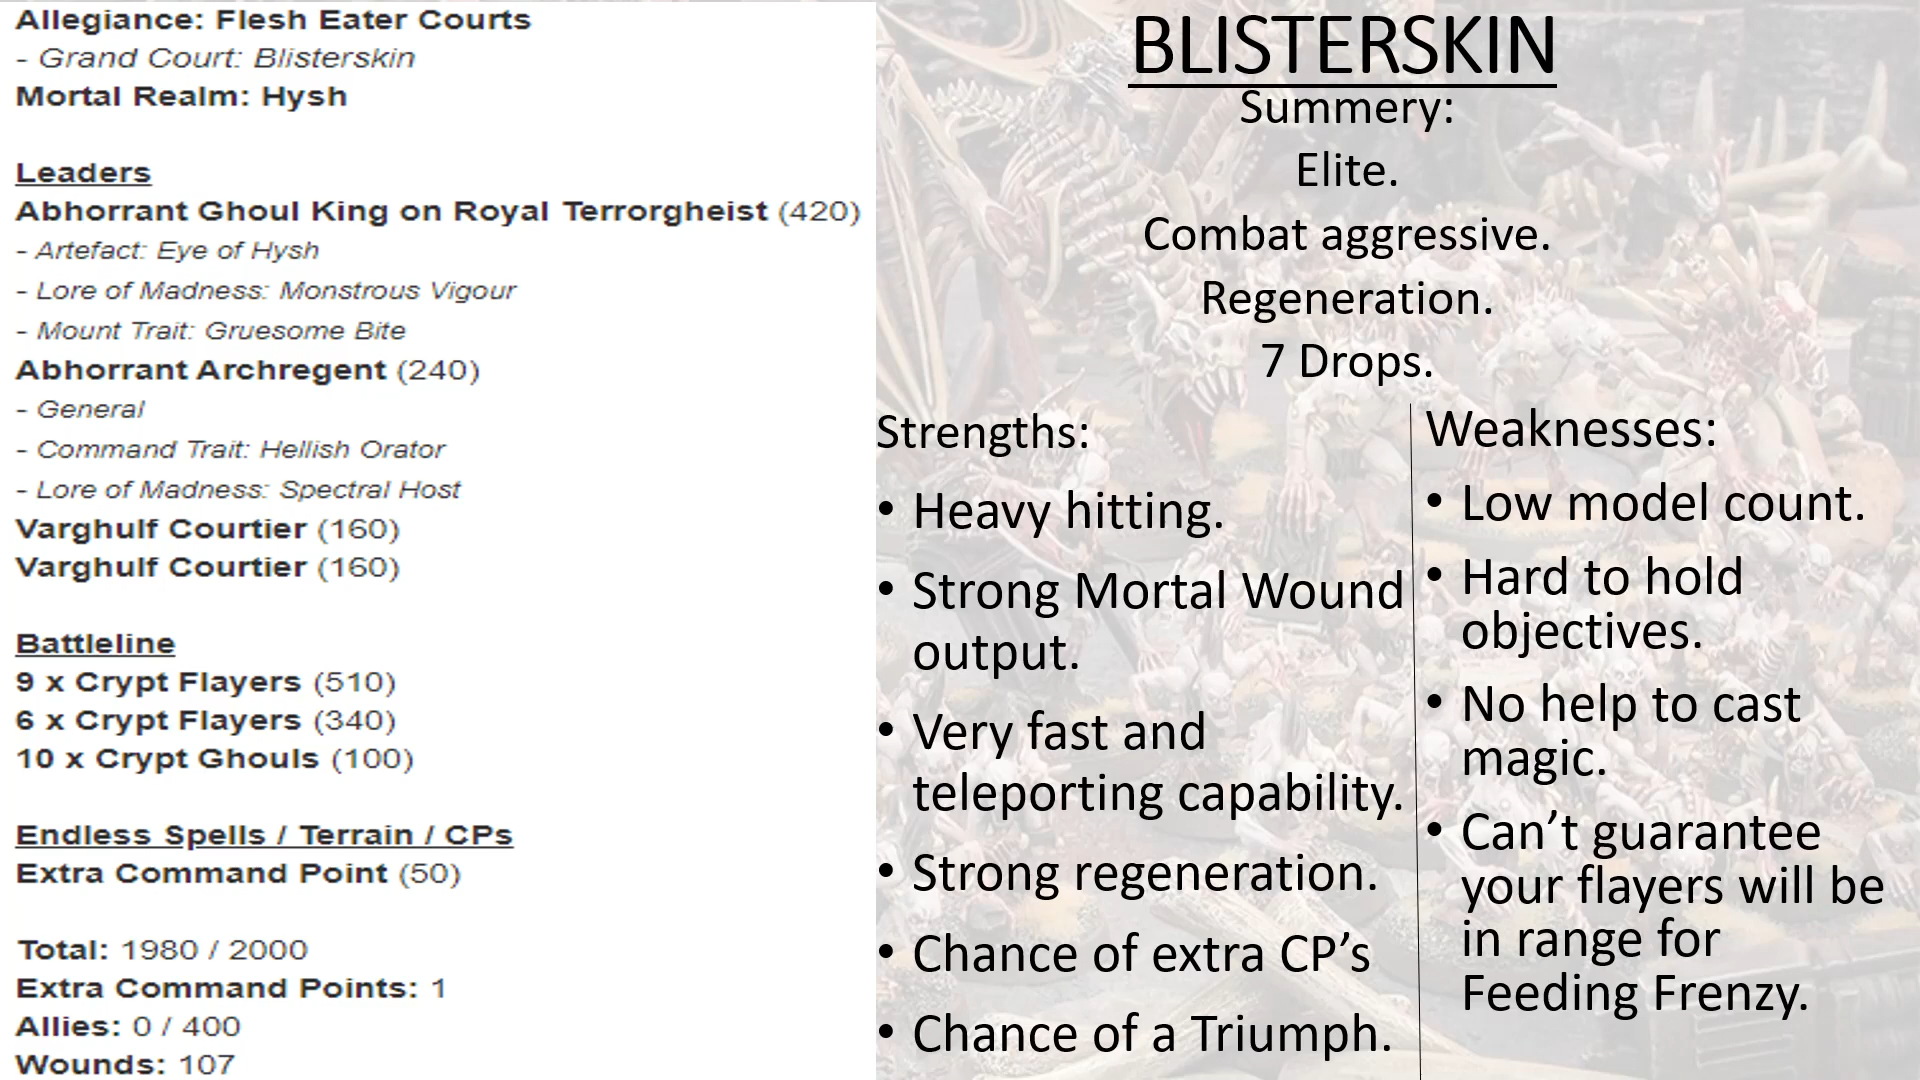 Allegiance: Flesh Eater Courts
- Grand Court: Blisterskin
Mortal Realm: Hysh
Leaders
Abhorrant Ghoul King on Royal Terrorgheist (420)
- Artefact: Eye of Hysh
- Lore of Madness: Monstrous Vigour
- Mount Trait: Gruesome Bite
Abhorrant Archregent (240)
- General
- Command Trait: Hellish Orator
- Lore of Madness: Spectral Host
Varghulf Courtier (160)
Varghulf Courtier (160)
Battleline
9 x Crypt Flayers (510)
6 x Crypt Flayers (340)
10 x Crypt Ghouls (100)
Endless Spells / Terrain / CPs
Extra Command Point (50)
Total: 1980 / 2000
Extra Command Points: 1
Allies: 0 / 400
Wounds: 107
BLISTERSKIN
Summery:
Elite.
Combat aggressive.
Regeneration.
7 Drops.
Strengths:
• Heavy hitting.
• Strong Mortal Wound
output.
• Very fast and
teleporting capability.
• Strong regeneration.
• Chance of extra CP’s
• Chance of a Triumph.
Weaknesses:
• Low model count.
• Hard to hold
objectives.
• No help to cast
magic.
• Can’t guarantee
your flayers will be
in range for
Feeding Frenzy.